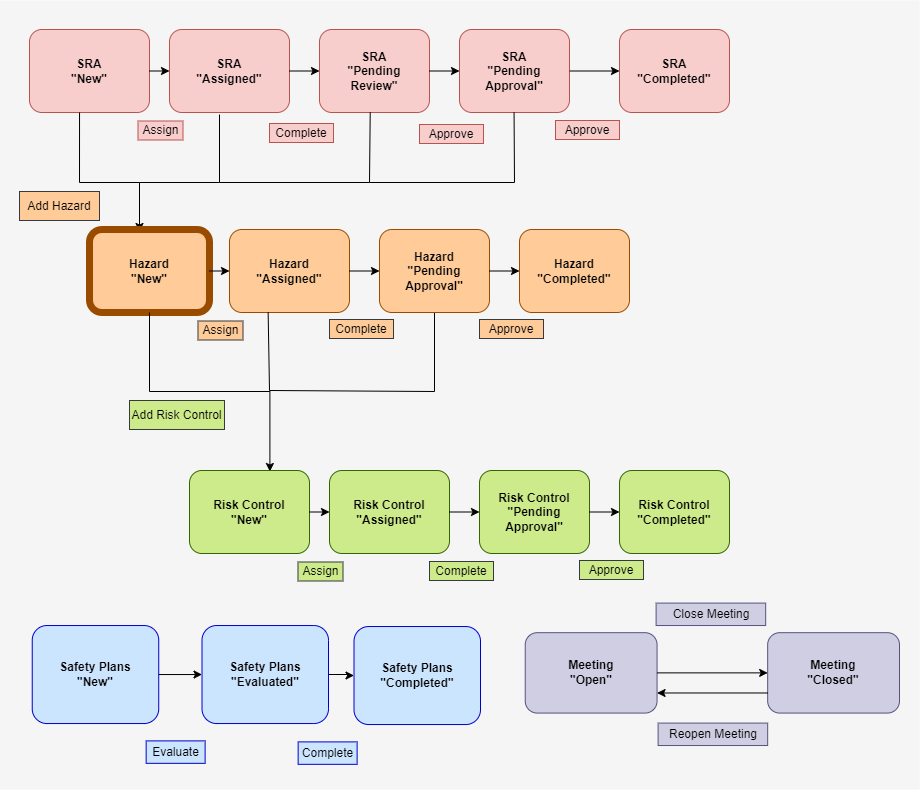 SRA
"New"
SRA
"Assigned"
SRA
"Pending
Review"
SRA
"Pending
Approval"
SRA
"Completed"
Assign
Complete
Approve
Approve
Add Hazard
Hazard
"New"
Hazard
"Assigned"
Hazard
"Pending
Approval"
Hazard
"Completed"
Assign
Complete
Approve
Add Risk Control
Risk Control
"New"
Risk Control
"Assigned"
Risk Control
"Pending
Approval"
Risk Control
"Completed"
Assign
Complete
Approve
Safety Plans
"New"
Safety Plans
"Evaluated"
Safety Plans
"Completed"
Evaluate
Complete
Close Meeting
Meeting
"Open"
Meeting
"Closed"
Reopen Meeting